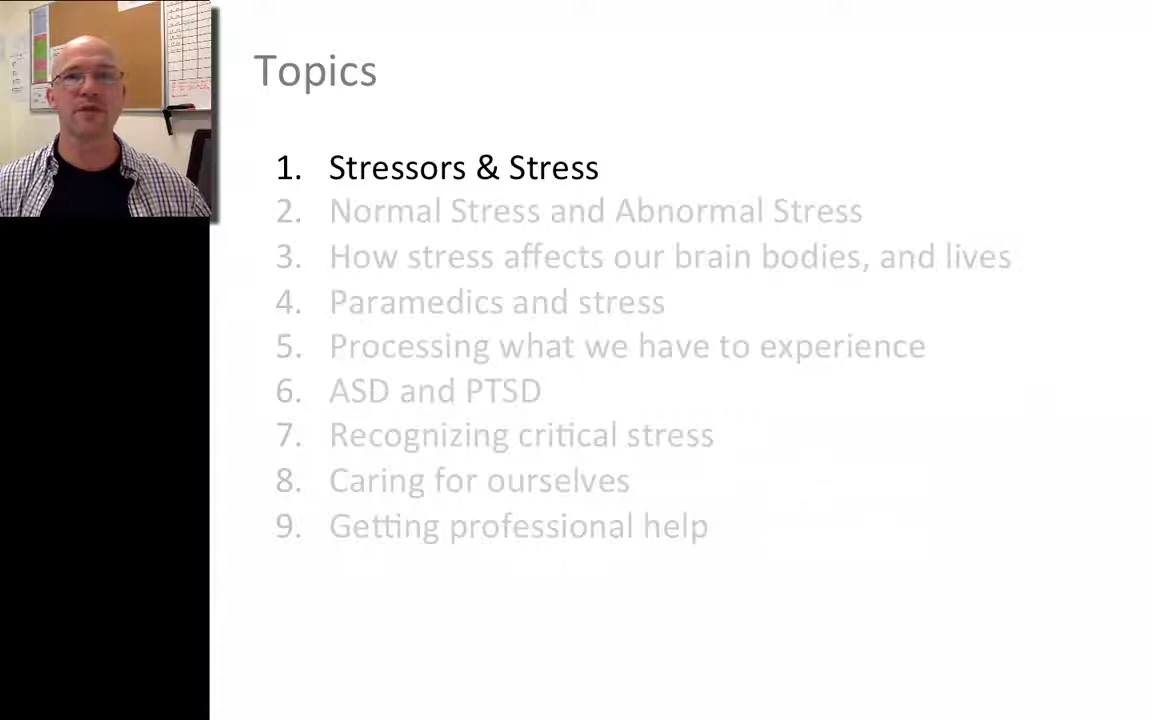 Topics
1. Stressors & Stress
2. Normal Stress and Abnormal Stress
3. How stress affects our brain bodies, and lives
4. Paramedics and stress
5. Processing what we have to experience
6. ASD and PTSD
7. Recognizing critical stress
8. Caring for ourselves
9. Getting professional help